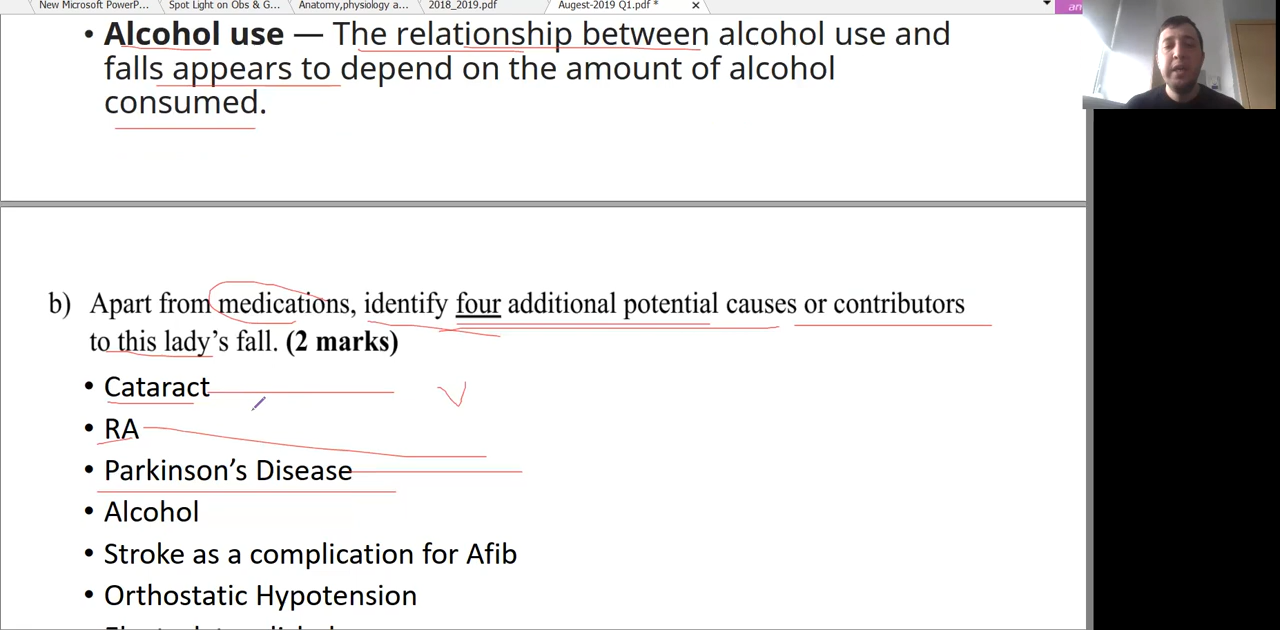 New Microsoft PowerP...
Spot Light on Obs & G...
Anatomy,physiology a...
2018_2019.pdf
Augest-2019 Q1.pdf *
an
• Alcohol use — The relationship between alcohol use and
falls appears to depend on the amount of alcohol
consumed.
b) Apart from medications, identify four additional potential causes or contributors
to this lady's fall. (2 marks)
• Cataract
• RA
• Parkinson's Disease
• Alcohol
• Stroke as a complication for Afib
• Orthostatic Hypotension